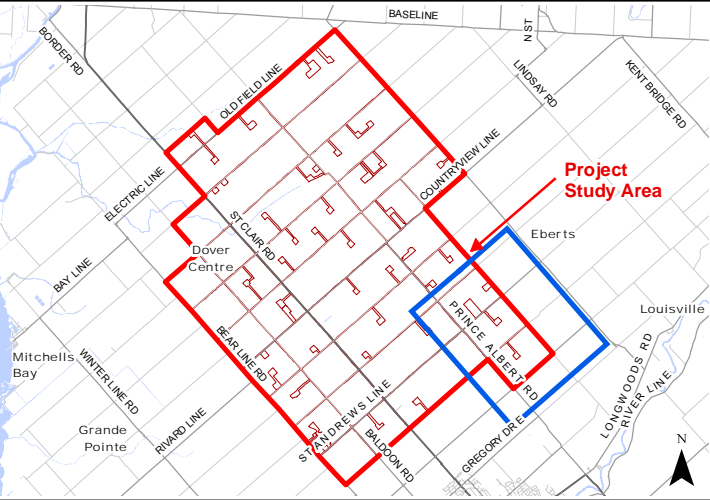 BASELINE
BORDER RD
N ST
OLD FIELD LINE
LINDSAY RD
KENT BRIDGE RD
COUNTRYVIEW LINE
Project
Study Area
ELECTRIC LINE
ST CLAIR RD
Eberts
Dover
Centre
BAY LINE
Louisville
PRINCE ALBERT RD
BEAR LINE RD
Mitchells
Bay
WINTER LINE RD
LONGWOODS RD
RIVER LINE
Grande
Pointe
RIVARD LINE
ST ANDREWS LINE
BALDOON RD
GREGORY DR E
N